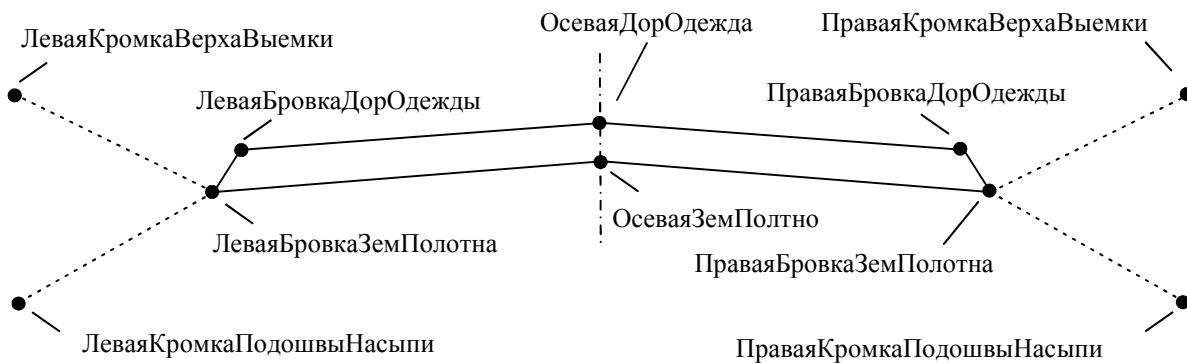 ОсеваяДорОдежда
ПраваяКромкаВерхаВыемки
ЛеваяКромкаВерхаВыемки
ЛеваяБровкаДорОдежды
ПраваяБровкаДорОдежды
ОсеваяЗемПолтно
ЛеваяБровкаЗемПолотна
ПраваяБровкаЗемПолотна
ЛеваяКромкаПодошвыНасыпи
ПраваяКромкаПодошвыНасыпи